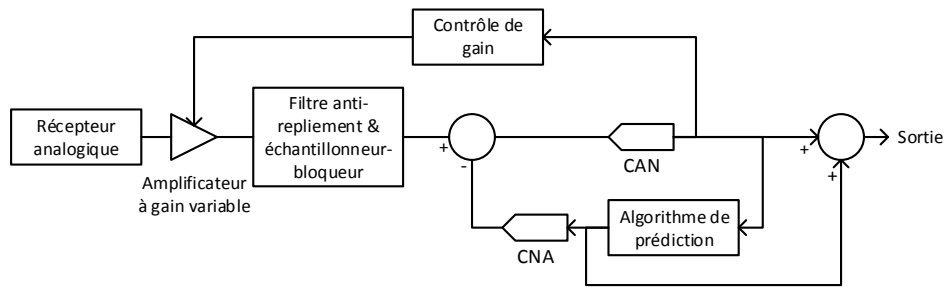 Contrôle de
gain
Récepteur
analogique
Amplificateur
à gain variable
Filtre anti-
repliement &
échantillonneur-
bloqueur
+
-
CAN
CNA
Algorithme de
prédiction
+
+
Sortie